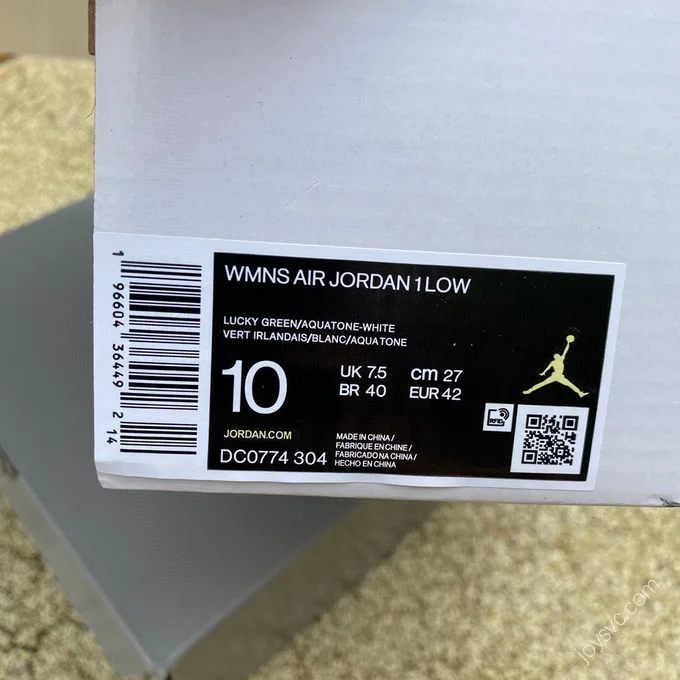 WMNS AIR JORDAN 1 LOW
LUCKY GREEN/AQUATONE-WHITE
VERT IRLANDAIS/BLANC/AQUATONE
10
UK 7.5 cm 27
BR 40 EUR 42
JORDAN.COM
DC0774 304
MADE IN CHINA/
FABRIQUE EN CHINE/
FABRICADO NA CHINA/
HECHO EN CHINA
RFID
1 96604 36449 2 14
joysvc.com